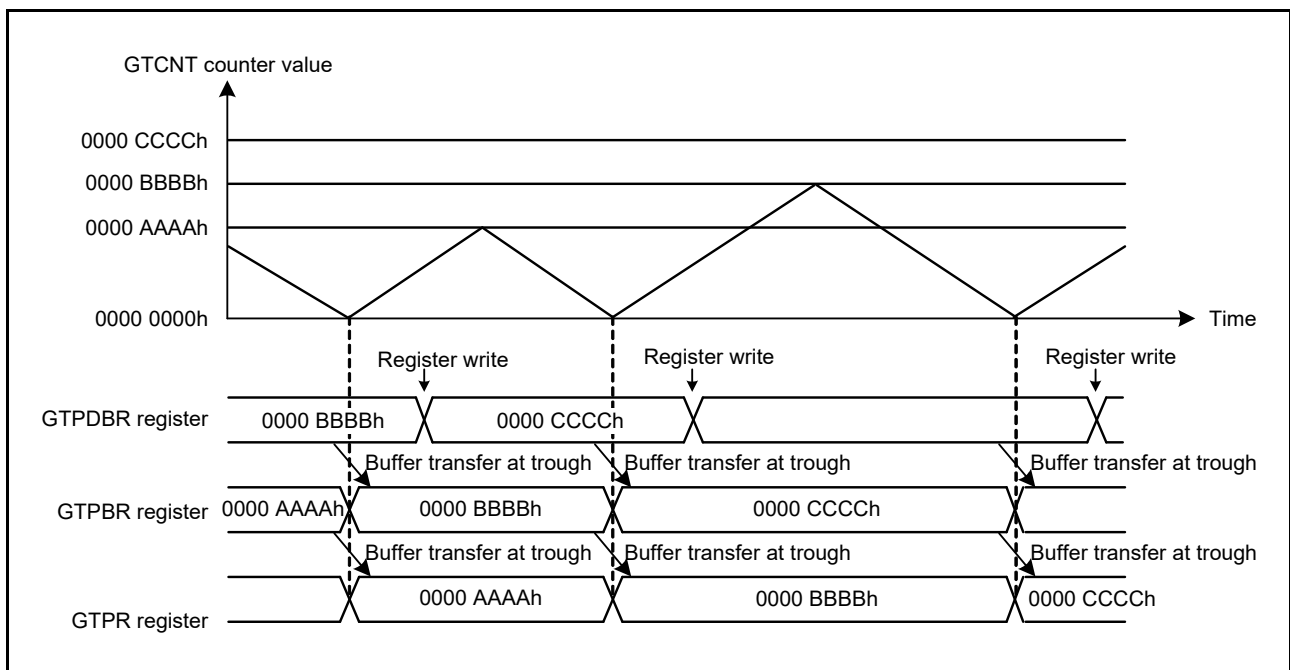 GTCNT counter value
0000 CCCCh
0000 BBBBh
0000 AAAAh
0000 0000h
Time
Register write
Register write
Register write
GTPDBR register
0000 BBBBh
0000 CCCCh
Buffer transfer at trough
Buffer transfer at trough
Buffer transfer at trough
GTPBR register
0000 AAAAh
0000 BBBBh
0000 CCCCh
Buffer transfer at trough
Buffer transfer at trough
Buffer transfer at trough
GTPR register
0000 AAAAh
0000 BBBBh
0000 CCCCh